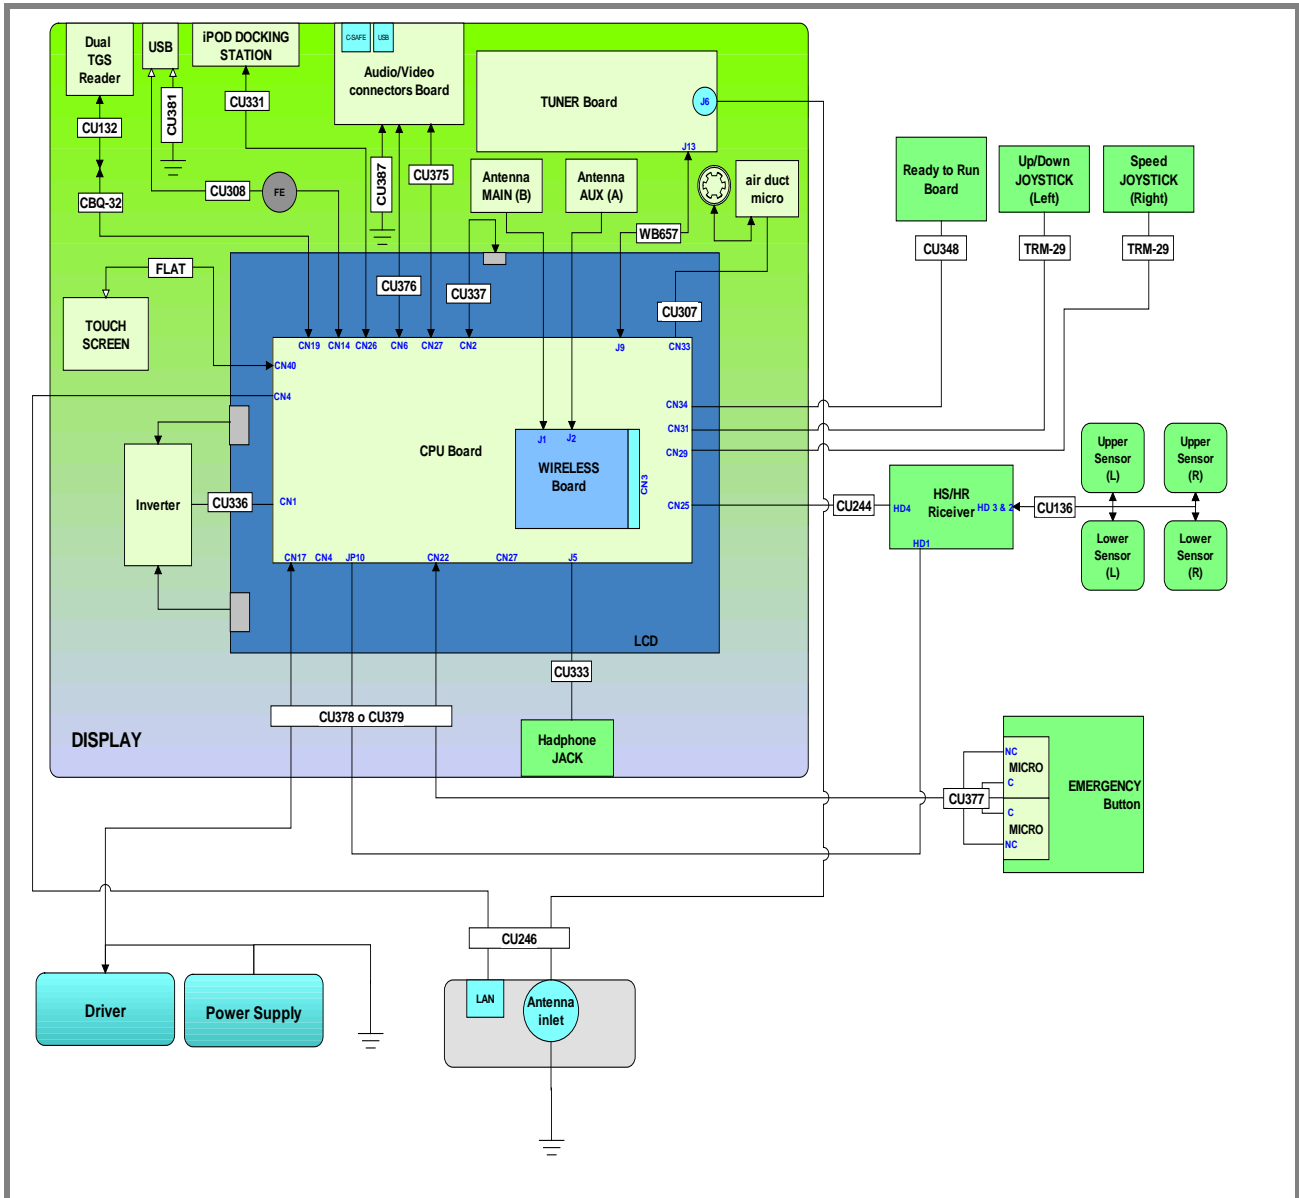 Dual
TGS
Reader
USB
iPOD DOCKING
STATION
C-SAFE
USB
Audio/Video
connectors Board
TUNER Board
J6
J13
CU132
CU381
CU331
CBQ-32
CU308
FE
CU387
CU375
Antenna
MAIN (B)
Antenna
AUX (A)
air duct
micro
WB657
Ready to Run
Board
Up/Down
JOYSTICK
(Left)
Speed
JOYSTICK
(Right)
CU348
TRM-29
TRM-29
FLAT
CU376
CU337
CU307
TOUCH
SCREEN
CN19
CN14
CN26
CN6
CN27
CN2
J9
CN33
CN40
CN4
CN34
CN31
CN29
CN25
CPU Board
J1
J2
WIRELESS
Board
CN3
Inverter
CU336
CN1
CN17
CN4
JP10
CN22
CN27
J5
LCD
CU244
HD4
HS/HR
Riceiver
HD 3 & 2
HD1
CU136
Upper
Sensor
(L)
Upper
Sensor
(R)
Lower
Sensor
(L)
Lower
Sensor
(R)
CU333
CU378 o CU379
DISPLAY
Hadphone
JACK
CU377
NC
MICRO
C
C
MICRO
NC
EMERGENCY
Button
CU246
Driver
Power Supply
LAN
Antenna
inlet